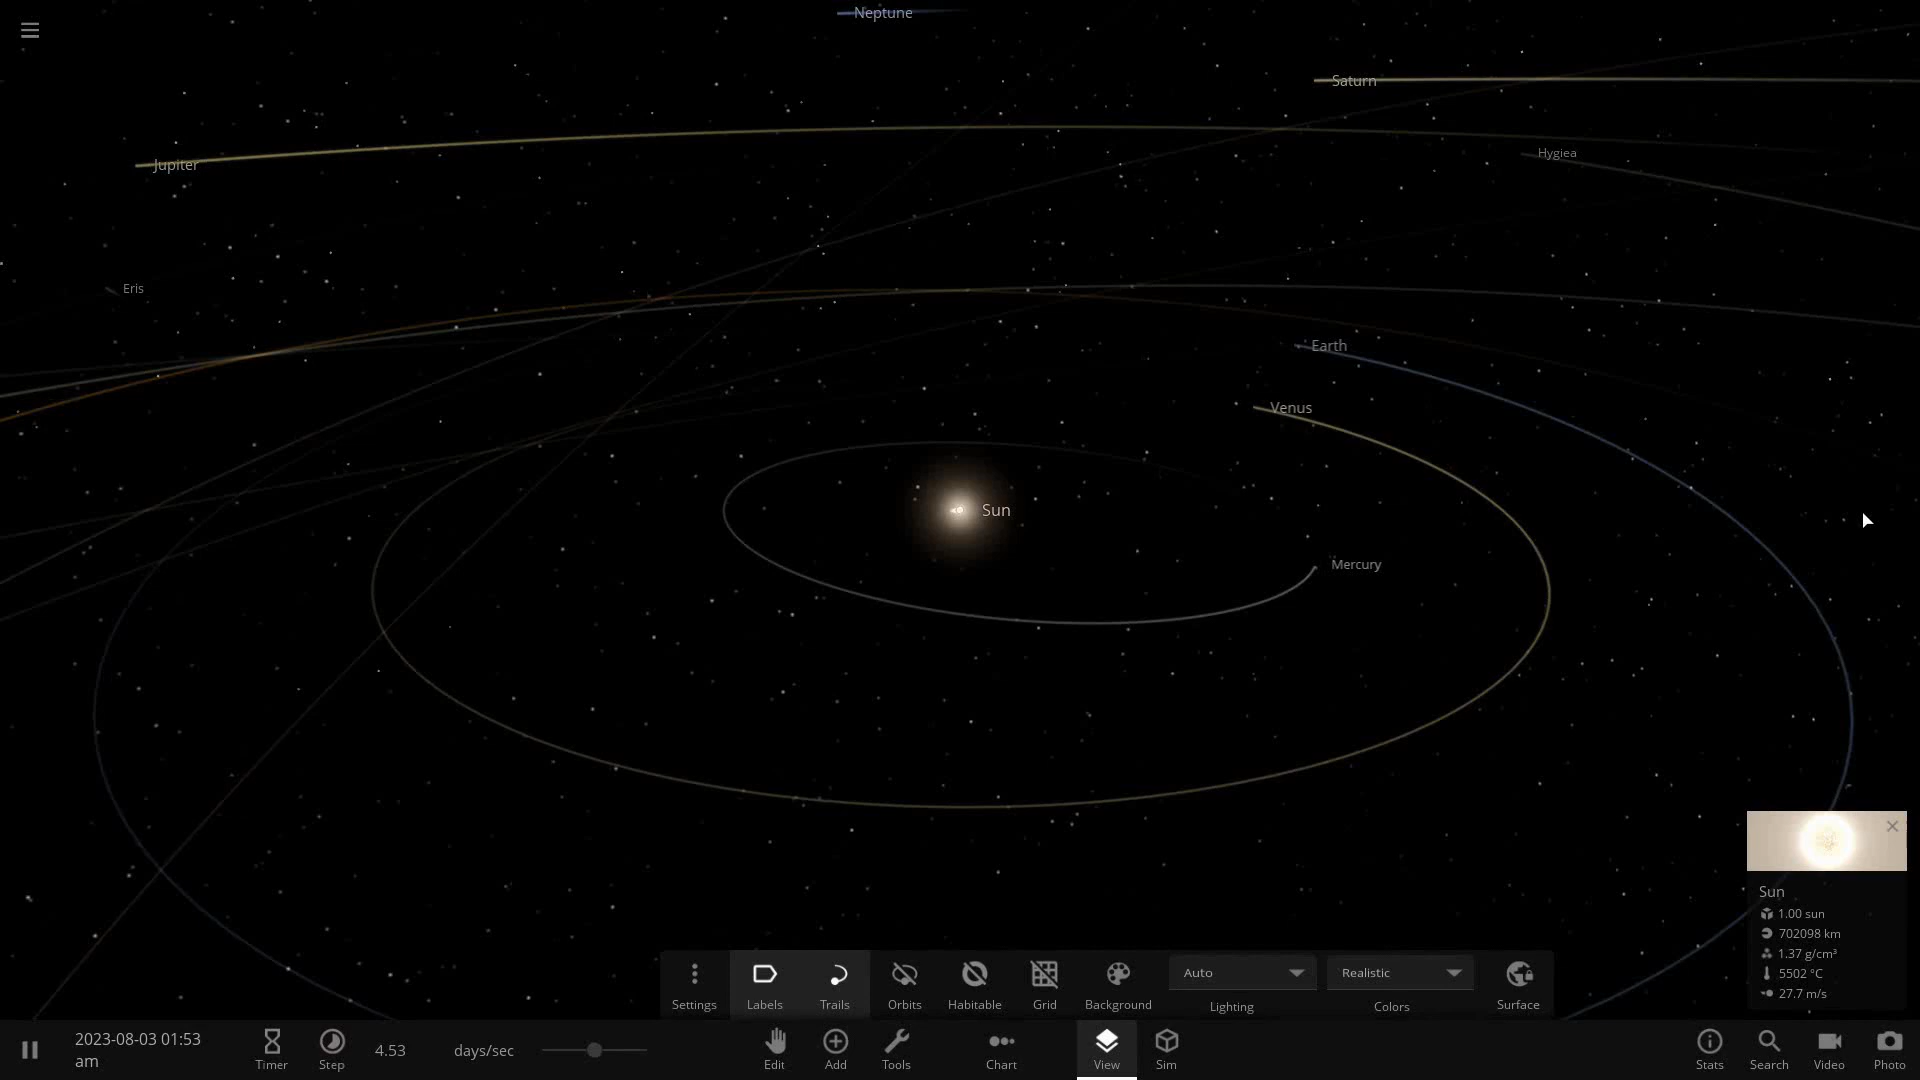 Neptune
Saturn
Hygiea
Jupiter
Eris
Earth
Venus
Sun
Mercury
Sun
1.00 sun
702098 km
1.37 g/cm³
5502 °C
27.7 m/s
Auto
Realistic
Settings
Labels
Trails
Orbits
Habitable
Grid
Background
Lighting
Colors
Surface
2023-08-03 01:53
am
Timer
Step
4.53
days/sec
Edit
Add
Tools
Chart
View
Sim
Stats
Search
Video
Photo